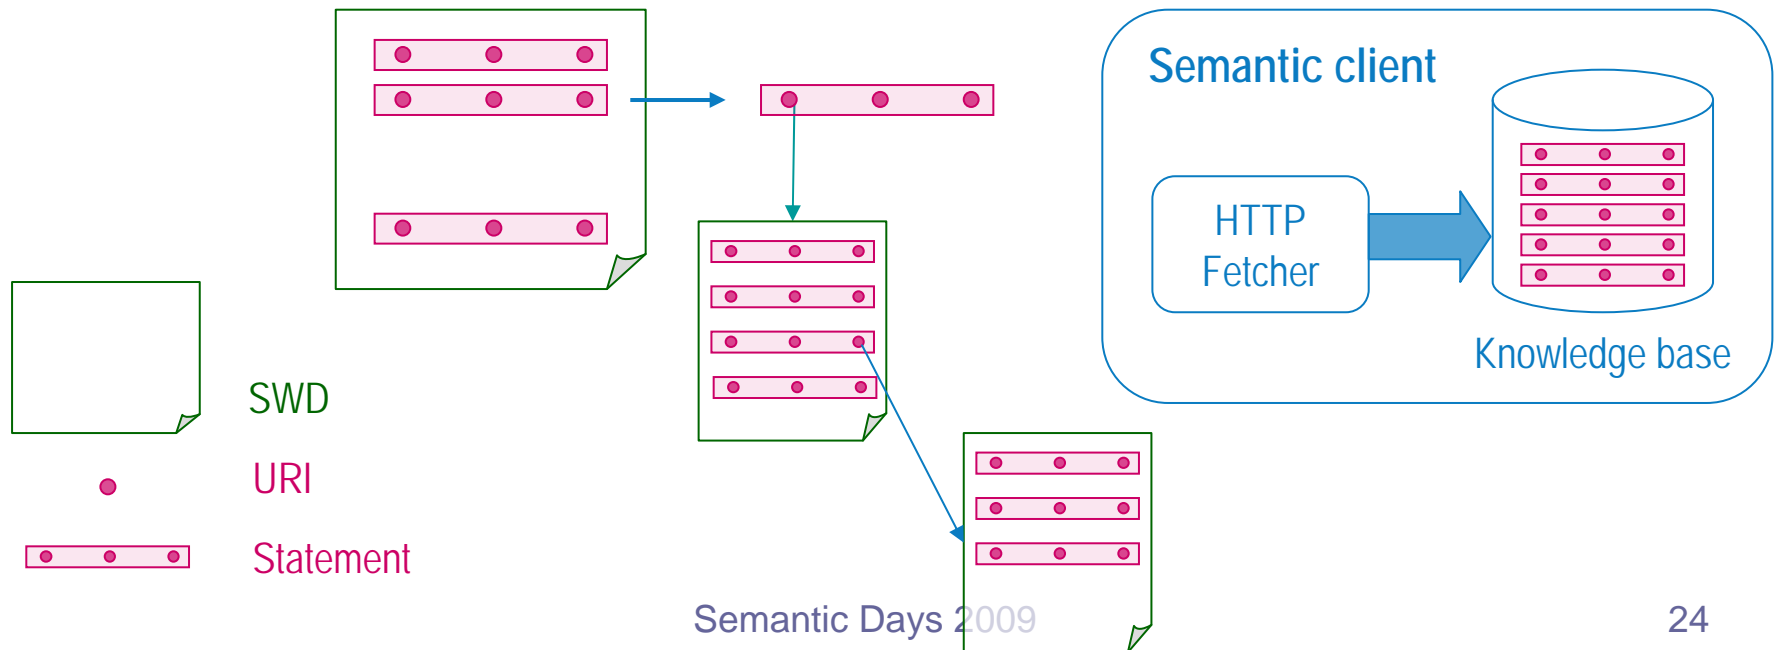 Semantic client
HTTP
Fetcher
Knowledge base
SWD
URI
Statement
Semantic Days 2009
24